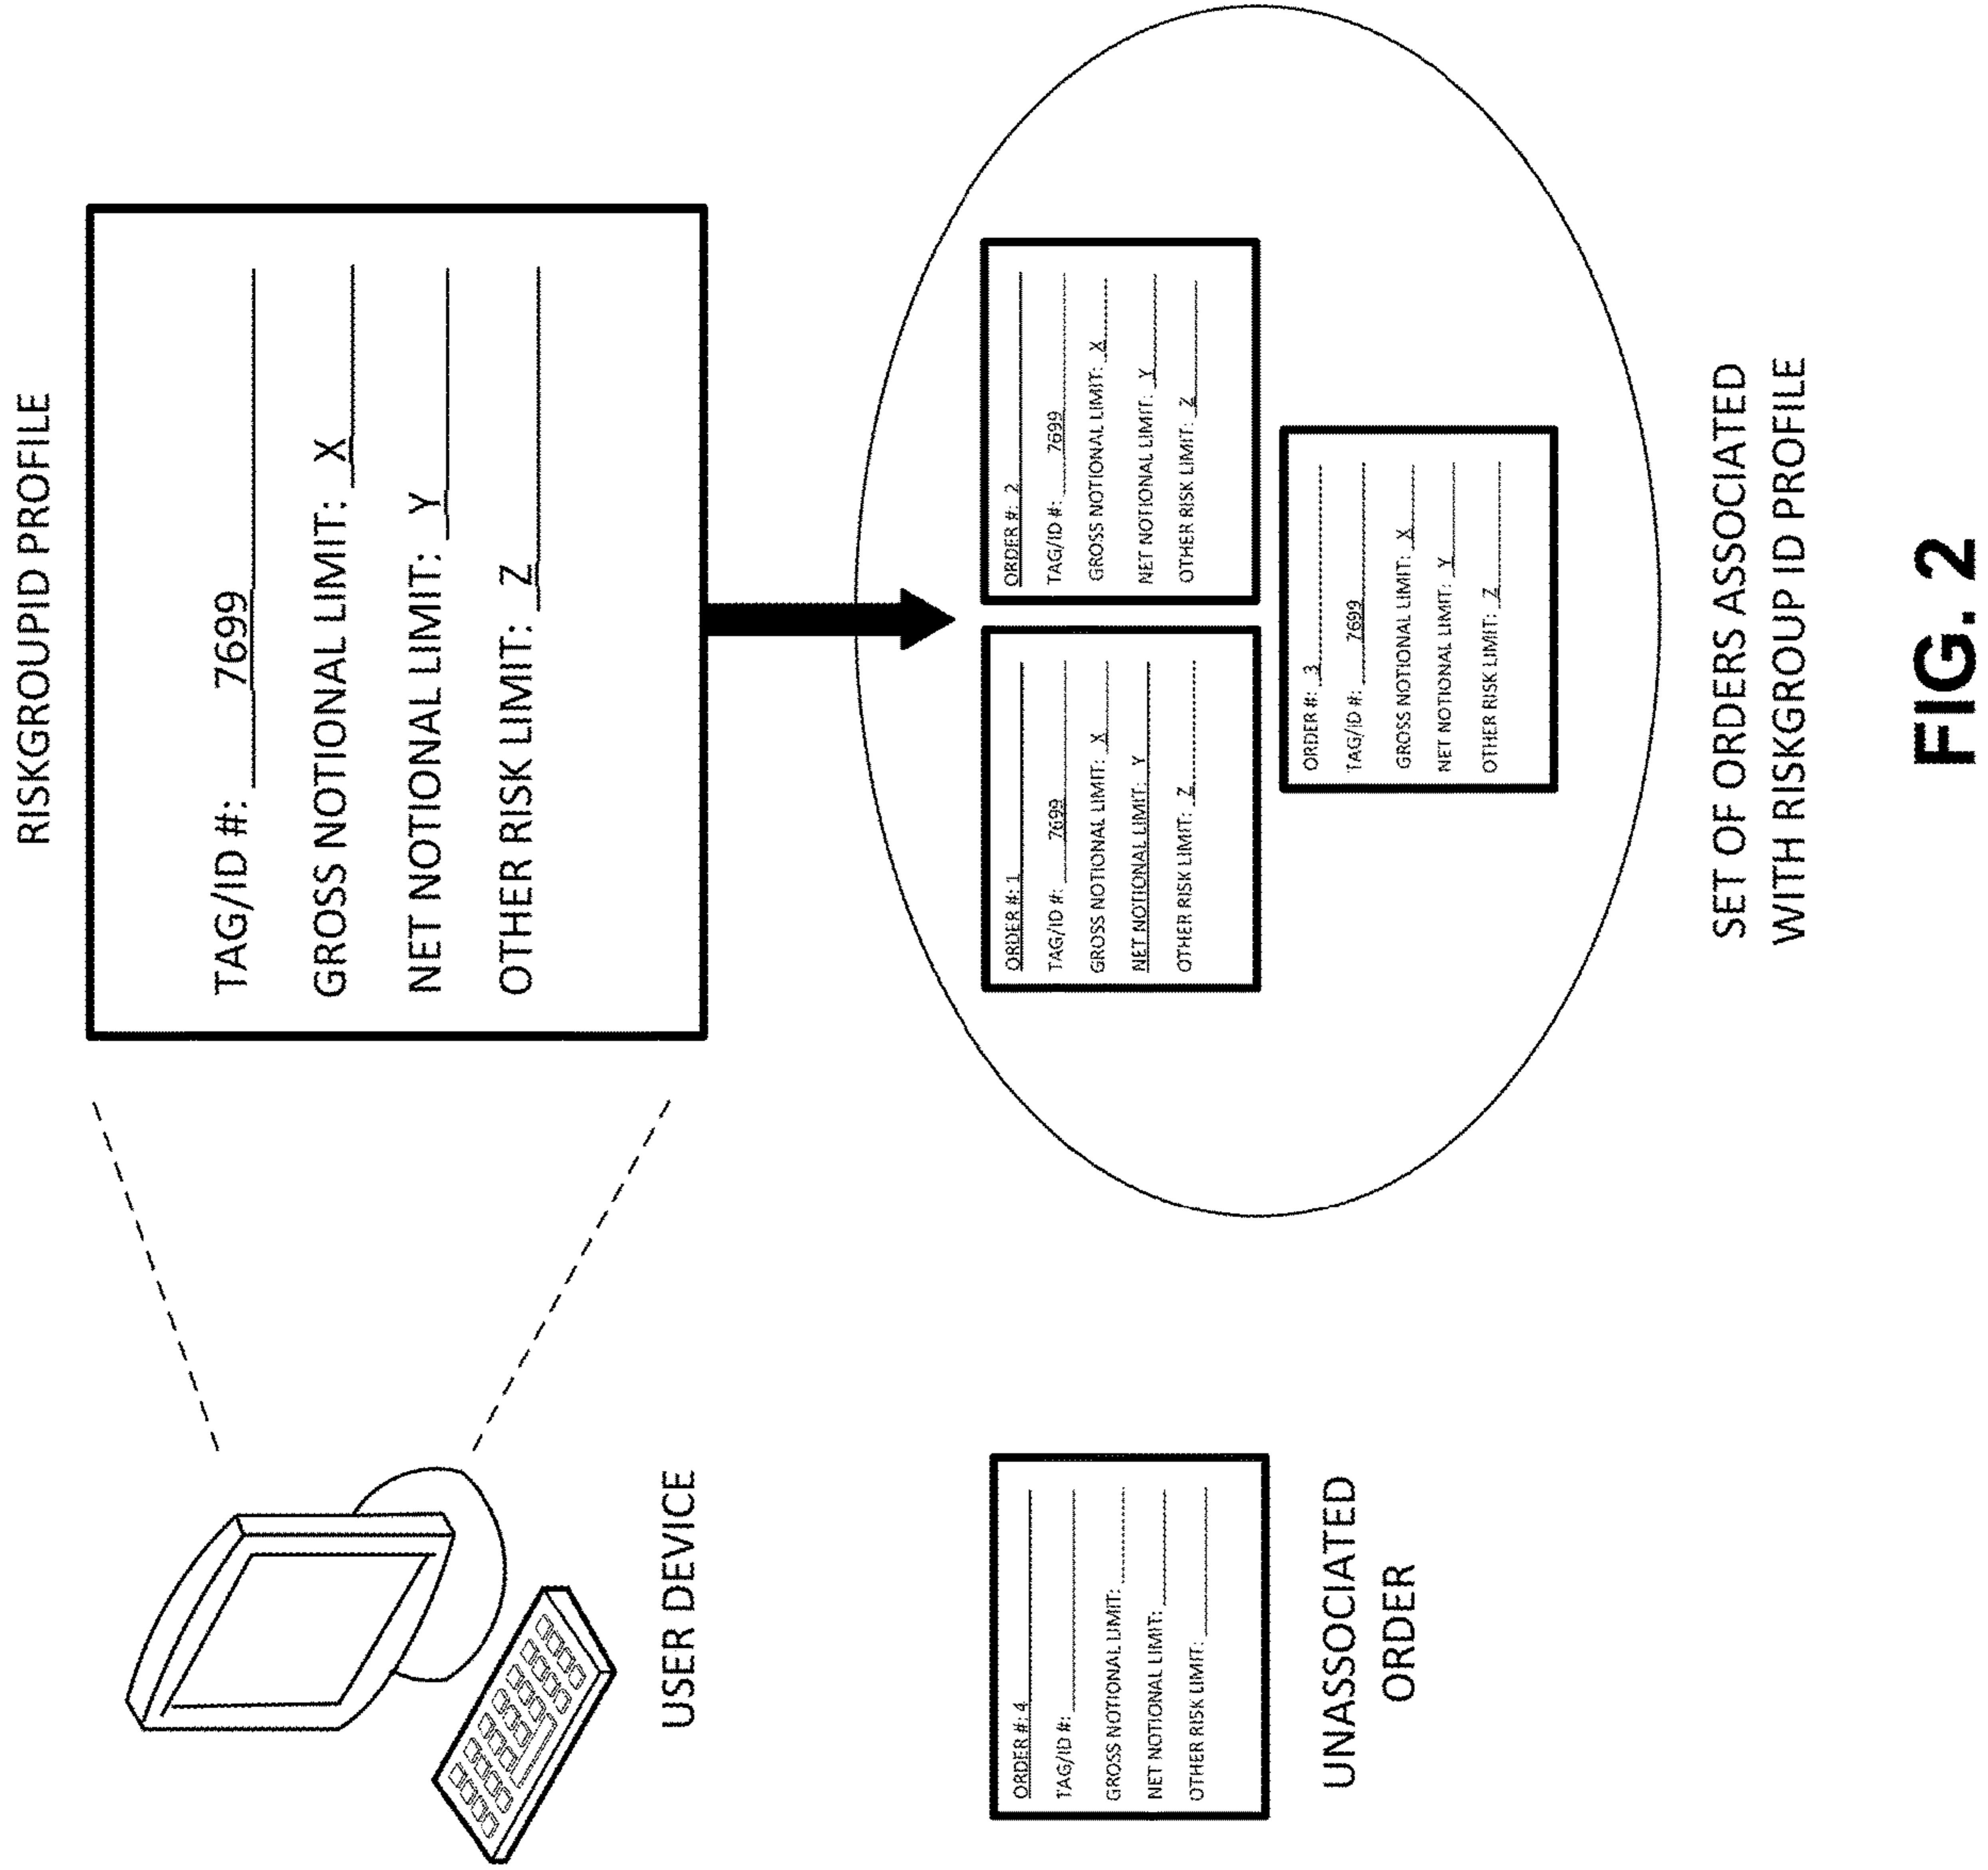 RISKGROUPID PROFILE
TAG/ID #: 7699
GROSS NOTIONAL LIMIT: X
NET NOTIONAL LIMIT: Y
OTHER RISK LIMIT: Z
USER DEVICE
ORDER #: 4
TAG/ID #:
GROSS NOTIONAL LIMIT:
NET NOTIONAL LIMIT:
OTHER RISK LIMIT:
UNASSOCIATED
ORDER
ORDER #: 1
TAG/ID #: 7699
GROSS NOTIONAL LIMIT: X
NET NOTIONAL LIMIT: Y
OTHER RISK LIMIT: Z
ORDER #: 2
TAG/ID #: 7699
GROSS NOTIONAL LIMIT: X
NET NOTIONAL LIMIT: Y
OTHER RISK LIMIT: Z
ORDER #: 3
TAG/ID #: 7699
GROSS NOTIONAL LIMIT: X
NET NOTIONAL LIMIT: Y
OTHER RISK LIMIT: Z
SET OF ORDERS ASSOCIATED
WITH RISKGROUP ID PROFILE
FIG. 2